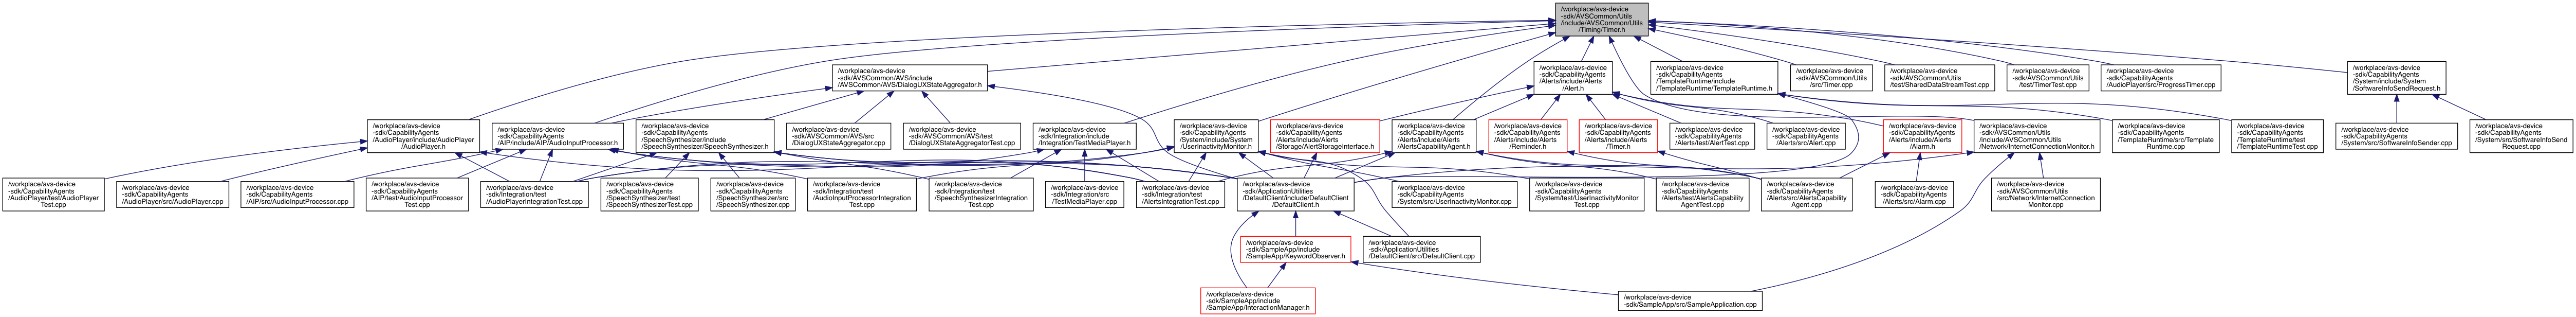 /workplace/avs-device
-sdk/AVSCommon/Utils
/include/AVSCommon/Utils
/Timing/Timer.h
/workplace/avs-device
-sdk/AVSCommon/AVS/include
/AVSCommon/AVS/DialogUXStateAggregator.h
/workplace/avs-device
-sdk/CapabilityAgents
/Alerts/include/Alerts
/Alert.h
/workplace/avs-device
-sdk/CapabilityAgents
/TemplateRuntime/include
/TemplateRuntime/TemplateRuntime.h
/workplace/avs-device
-sdk/AVSCommon/Utils
/src/Timer.cpp
/workplace/avs-device
-sdk/AVSCommon/Utils
/test/SharedDataStreamTest.cpp
/workplace/avs-device
-sdk/AVSCommon/Utils
/test/TimerTest.cpp
/workplace/avs-device
-sdk/CapabilityAgents
/AudioPlayer/src/ProgressTimer.cpp
/workplace/avs-device
-sdk/CapabilityAgents
/System/include/System
/SoftwareInfoSendRequest.h
/workplace/avs-device
-sdk/CapabilityAgents
/AudioPlayer/include/AudioPlayer
/AudioPlayer.h
/workplace/avs-device
-sdk/CapabilityAgents
/AIP/include/AIP/AudioInputProcessor.h
/workplace/avs-device
-sdk/CapabilityAgents
/SpeechSynthesizer/include
/SpeechSynthesizer/SpeechSynthesizer.h
/workplace/avs-device
-sdk/AVSCommon/AVS/src
/DialogUXStateAggregator.cpp
/workplace/avs-device
-sdk/AVSCommon/AVS/test
/DialogUXStateAggregatorTest.cpp
/workplace/avs-device
-sdk/Integration/include
/Integration/TestMediaPlayer.h
/workplace/avs-device
-sdk/CapabilityAgents
/System/include/System
/UserInactivityMonitor.h
/workplace/avs-device
-sdk/CapabilityAgents
/Alerts/include/Alerts
/Storage/AlertStorageInterface.h
/workplace/avs-device
-sdk/CapabilityAgents
/Alerts/include/Alerts
/AlertsCapabilityAgent.h
/workplace/avs-device
-sdk/CapabilityAgents
/Alerts/include/Alerts
/Reminder.h
/workplace/avs-device
-sdk/CapabilityAgents
/Alerts/include/Alerts
/Timer.h
/workplace/avs-device
-sdk/CapabilityAgents
/Alerts/test/AlertTest.cpp
/workplace/avs-device
-sdk/CapabilityAgents
/Alerts/src/Alert.cpp
/workplace/avs-device
-sdk/CapabilityAgents
/Alerts/include/Alerts
/Alarm.h
/workplace/avs-device
-sdk/AVSCommon/Utils
/include/AVSCommon/Utils
/Network/InternetConnectionMonitor.h
/workplace/avs-device
-sdk/CapabilityAgents
/TemplateRuntime/src/Template
Runtime.cpp
/workplace/avs-device
-sdk/CapabilityAgents
/TemplateRuntime/test
/TemplateRuntimeTest.cpp
/workplace/avs-device
-sdk/CapabilityAgents
/System/src/SoftwareInfoSender.cpp
/workplace/avs-device
-sdk/CapabilityAgents
/System/src/SoftwareInfoSend
Request.cpp
/workplace/avs-device
-sdk/CapabilityAgents
/AudioPlayer/test/AudioPlayer
Test.cpp
/workplace/avs-device
-sdk/CapabilityAgents
/AudioPlayer/src/AudioPlayer.cpp
/workplace/avs-device
-sdk/CapabilityAgents
/AIP/src/AudioInputProcessor.cpp
/workplace/avs-device
-sdk/CapabilityAgents
/AIP/test/AudioInputProcessor
Test.cpp
/workplace/avs-device
-sdk/Integration/test
/AudioPlayerIntegrationTest.cpp
/workplace/avs-device
-sdk/CapabilityAgents
/SpeechSynthesizer/test
/SpeechSynthesizerTest.cpp
/workplace/avs-device
-sdk/CapabilityAgents
/SpeechSynthesizer/src
/SpeechSynthesizer.cpp
/workplace/avs-device
-sdk/Integration/test
/AudioInputProcessorIntegration
Test.cpp
/workplace/avs-device
-sdk/Integration/test
/SpeechSynthesizerIntegration
Test.cpp
/workplace/avs-device
-sdk/Integration/src
/TestMediaPlayer.cpp
/workplace/avs-device
-sdk/Integration/test
/AlertsIntegrationTest.cpp
/workplace/avs-device
-sdk/ApplicationUtilities
/DefaultClient/include/DefaultClient
/DefaultClient.h
/workplace/avs-device
-sdk/CapabilityAgents
/System/src/UserInactivityMonitor.cpp
/workplace/avs-device
-sdk/CapabilityAgents
/System/test/UserInactivityMonitor
Test.cpp
/workplace/avs-device
-sdk/CapabilityAgents
/Alerts/test/AlertsCapability
AgentTest.cpp
/workplace/avs-device
-sdk/CapabilityAgents
/Alerts/src/AlertsCapability
Agent.cpp
/workplace/avs-device
-sdk/CapabilityAgents
/Alerts/src/Alarm.cpp
/workplace/avs-device
-sdk/AVSCommon/Utils
/src/Network/InternetConnection
Monitor.cpp
/workplace/avs-device
-sdk/SampleApp/include
/SampleApp/KeywordObserver.h
/workplace/avs-device
-sdk/ApplicationUtilities
/DefaultClient/src/DefaultClient.cpp
/workplace/avs-device
-sdk/SampleApp/include
/SampleApp/InteractionManager.h
/workplace/avs-device
-sdk/SampleApp/src/SampleApplication.cpp